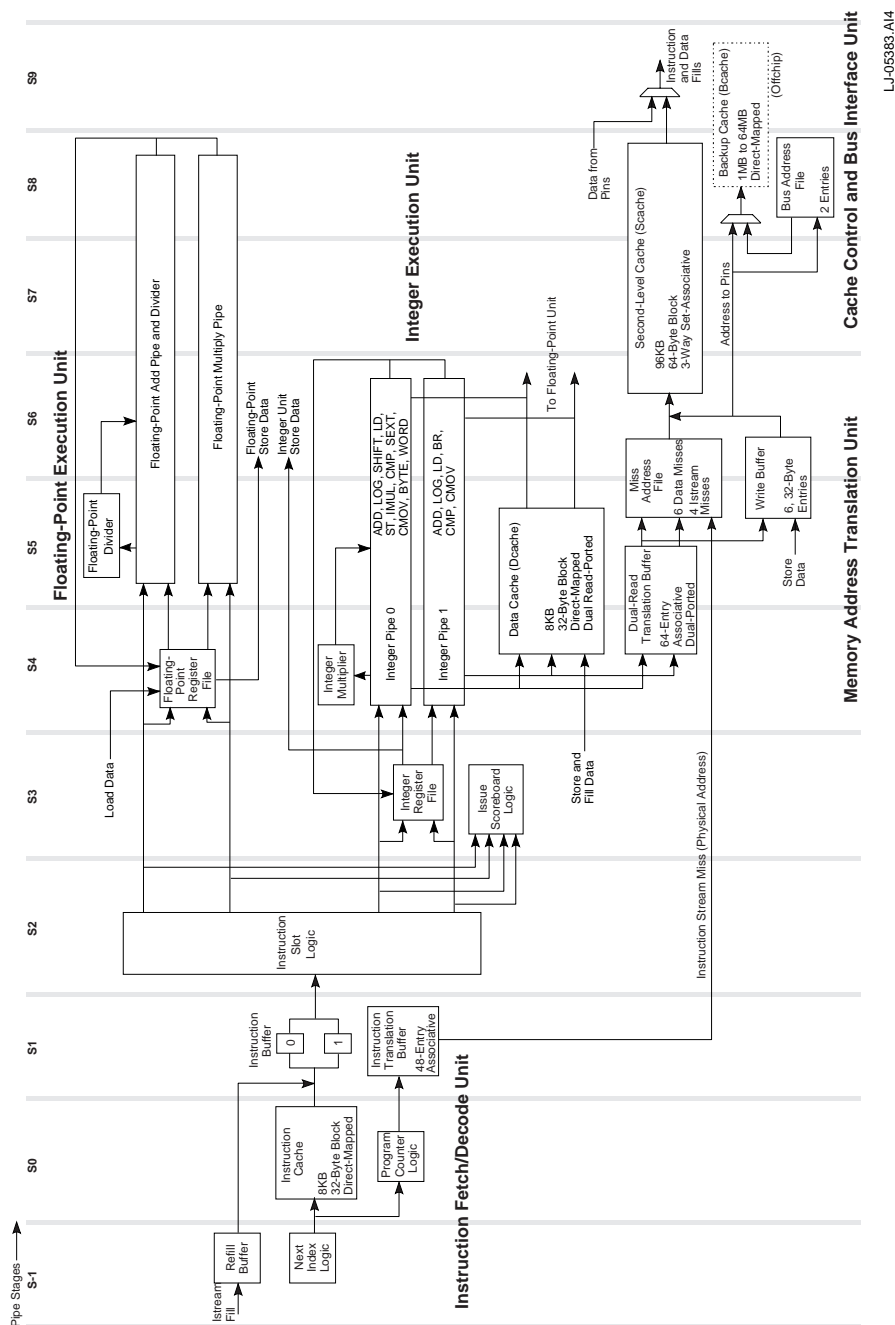 Pipe Stages
S-1
S0
S1
S2
S3
S4
S5
S6
S7
S8
S9
Floating-Point Execution Unit
Load Data
Floating-
Point
Register
File
Floating-Point
Divider
Floating-Point Add Pipe and Divider
Floating-Point Multiply Pipe
Floating-Point
Store Data
Integer Unit
Store Data
Istream
Fill
Refill
Buffer
Next
Index
Logic
Instruction
Cache
8KB
32-Byte Block
Direct-Mapped
Program
Counter
Logic
Instruction
Buffer
0
1
Instruction
Translation
Buffer
48-Entry
Associative
Instruction Fetch/Decode Unit
Instruction
Slot
Logic
Integer
Register
File
Issue
Scoreboard
Logic
Integer
Multiplier
Integer Pipe 0
ADD, LOG, SHIFT, LD,
ST, IMUL, CMP, SEXT,
CMOV, BYTE, WORD
Integer Pipe 1
ADD, LOG, LD, BR,
CMP, CMOV
Integer Execution Unit
Store and
Fill Data
Data Cache (Dcache)
8KB
32-Byte Block
Direct-Mapped
Dual Read-Ported
To Floating-Point Unit
Dual-Read
Translation Buffer
64-Entry
Associative
Dual-Ported
Miss
Address
File
6 Data Misses
4 Istream
Misses
Store
Data
Write Buffer
6, 32-Byte
Entries
Instruction Stream Miss (Physical Address)
Memory Address Translation Unit
Second-Level Cache (Scache)
96KB
64-Byte Block
3-Way Set-Associative
Data from
Pins
Instruction
and Data
Fills
Address to Pins
Backup Cache (Bcache)
1MB to 64MB
Direct-Mapped
(Offchip)
Bus Address
File
2 Entries
Cache Control and Bus Interface Unit
LJ-05383.AI4